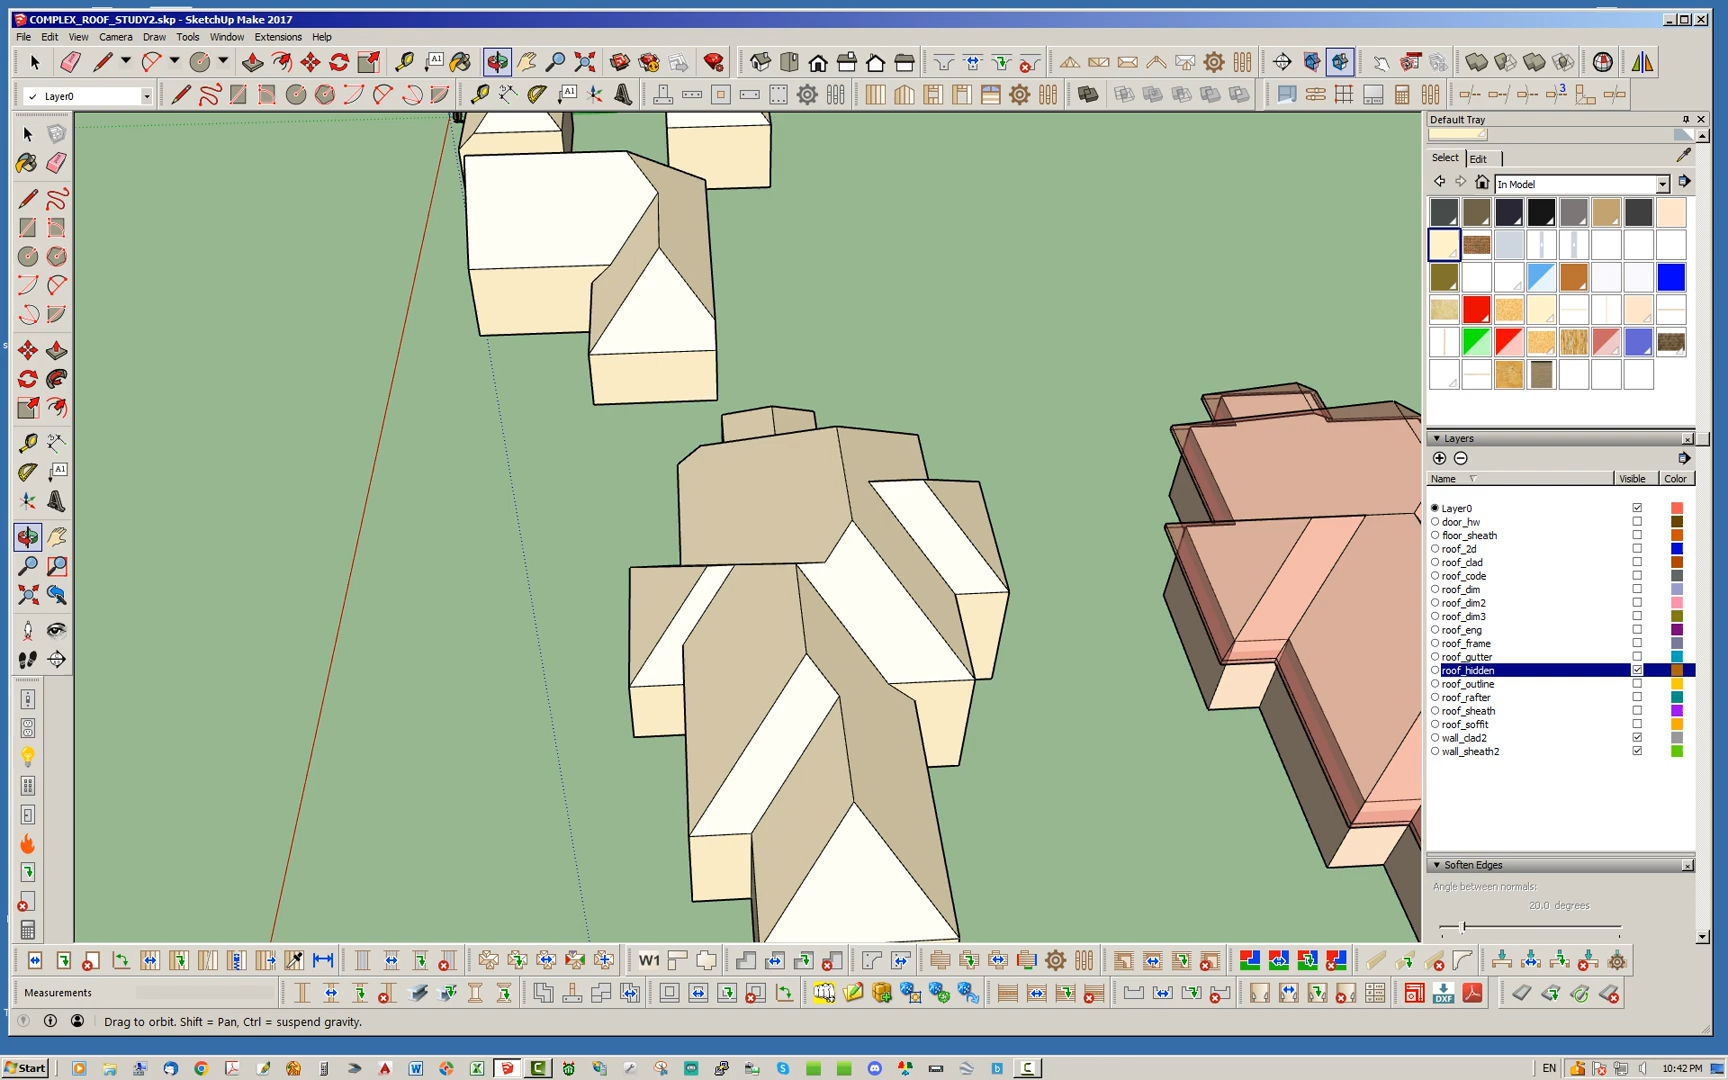 COMPLEX_ROOF_STUDY2.skp - SketchUp Make 2017
File Edit View Camera Draw Tools Window Extensions Help
Layer0
Default Tray
Select Edit
In Model
Layers
Name Visible Color
Layer0
door_hw
floor_sheath
roof_2d
roof_clad
roof_code
roof_dim
roof_dim2
roof_dim3
roof_eng
roof_frame
roof_gutter
roof_hidden
roof_outline
roof_rafter
roof_sheath
roof_soffit
wall_clad2
wall_sheath2
Soften Edges
Angle between normals:
20.0 degrees
W1
Measurements
DXF
Drag to orbit. Shift = Pan, Ctrl = suspend gravity.
Start
EN
10:42 PM